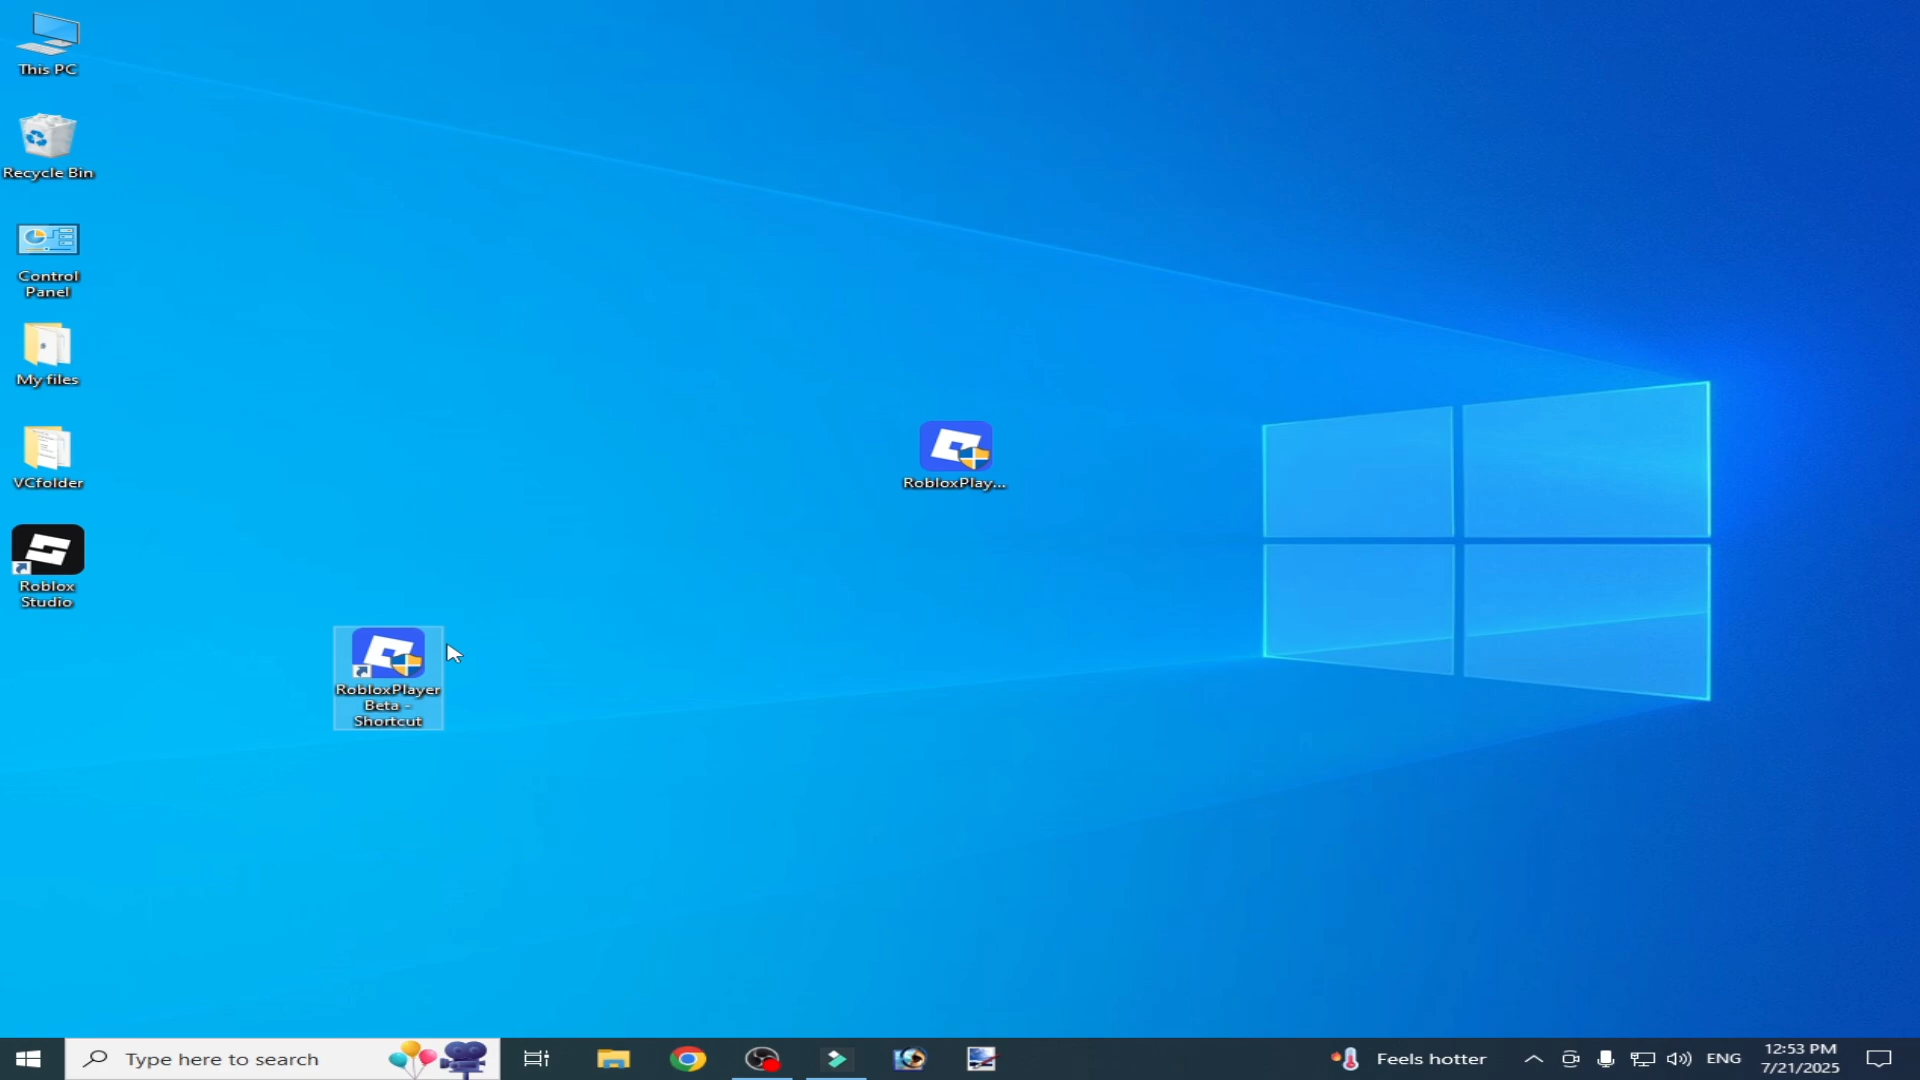 This PC
Recycle Bin
Control
Panel
My files
VCfolder
Roblox
Studio
RobloxPlay...
RobloxPlayer
Beta -
Shortcut
Type here to search
Feels hotter
ENG
12:53 PM
7/21/2025